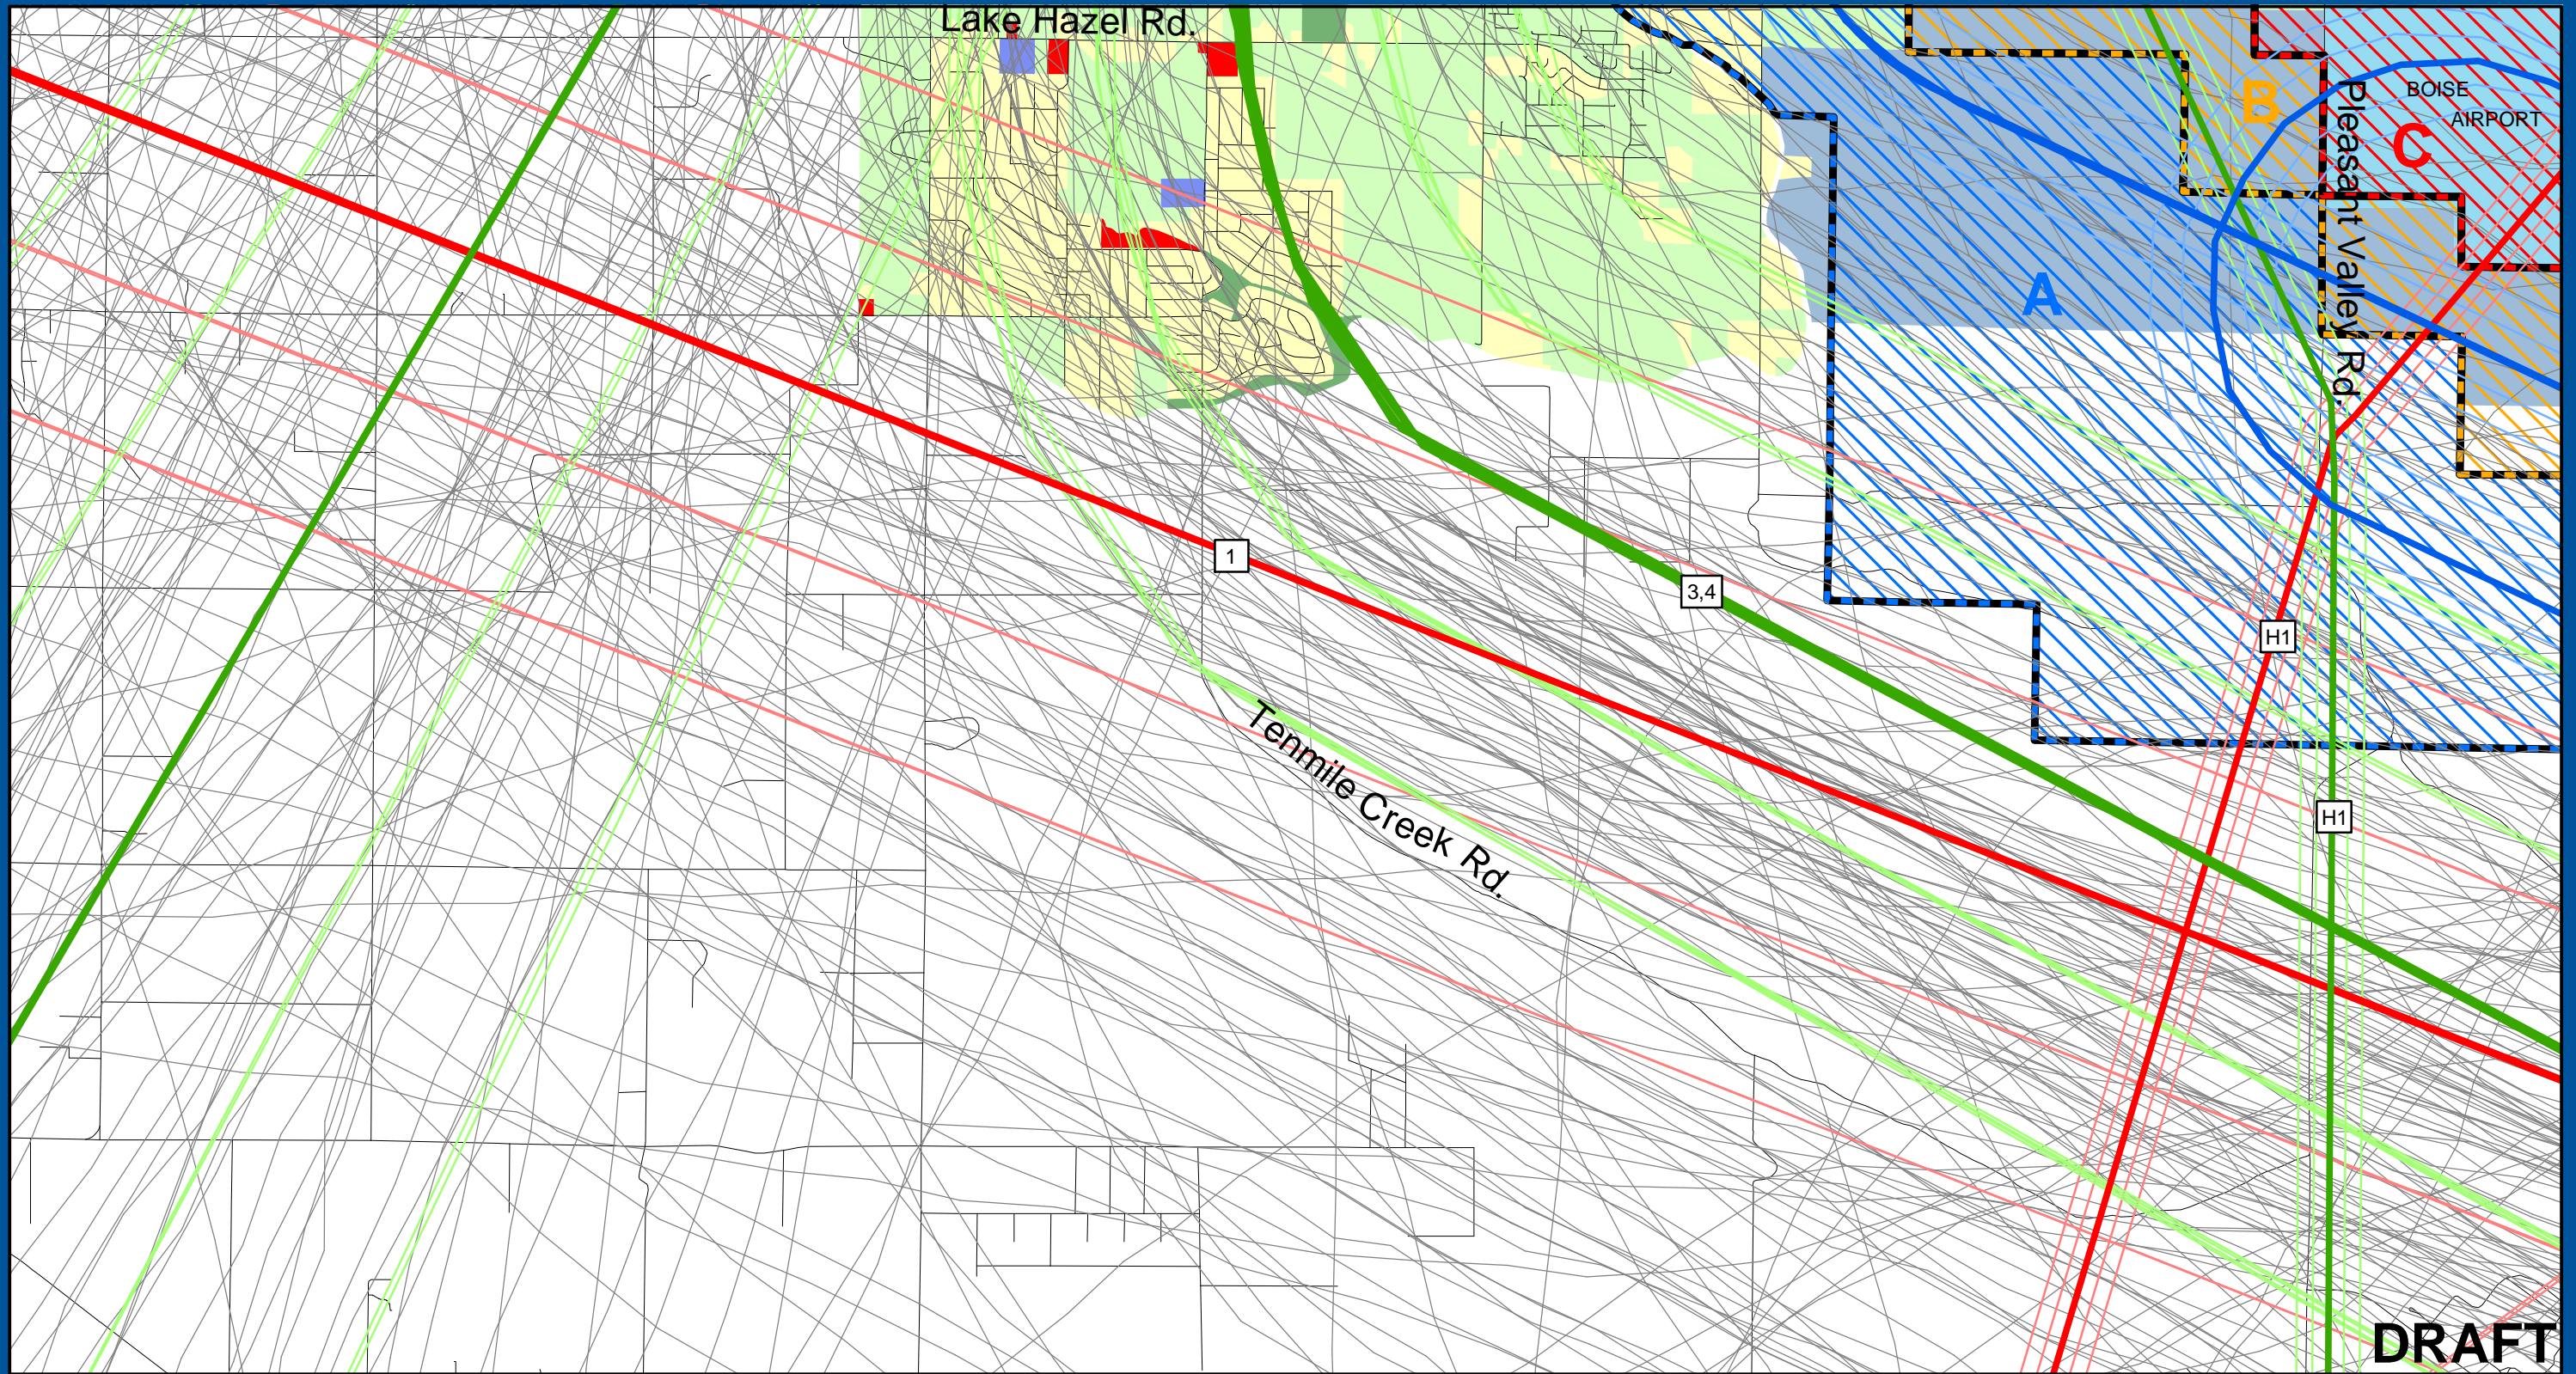 Lake Hazel Rd.
BOISE
AIRPORT
B
C
Pleasant Valley Rd.
A
1
3,4
H1
Tenmile Creek Rd.
H1
DRAFT